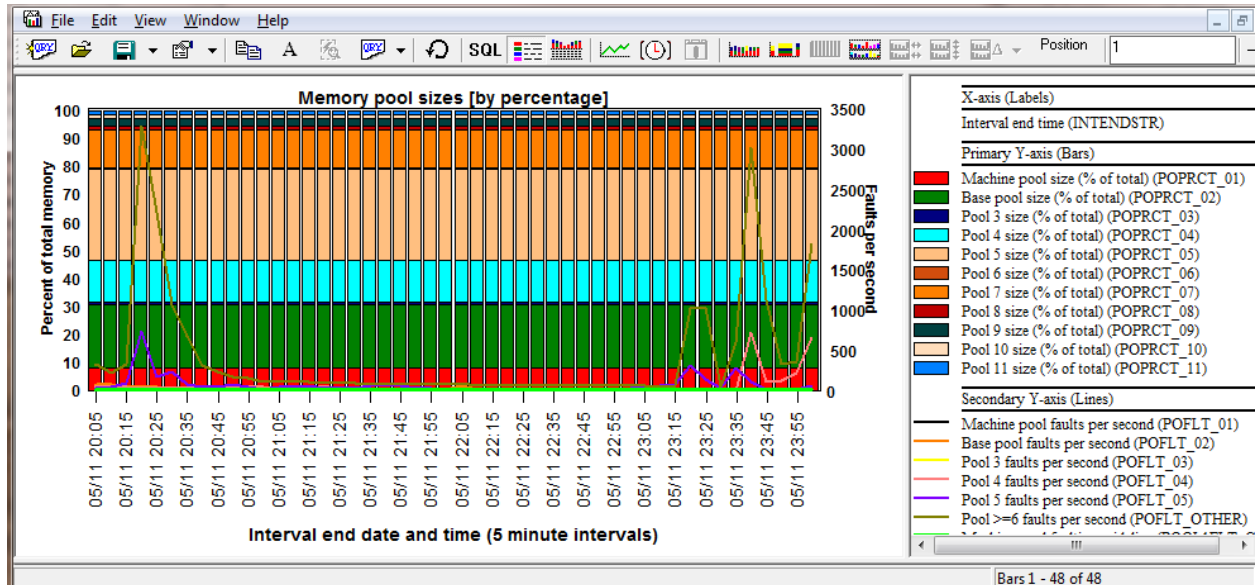 File Edit View Window Help
QRY QRY SQL Position 1
Memory pool sizes [by percentage]
Percent of total memory
100
90
80
70
60
50
40
30
20
10
0
3500
3000
2500
2000
1500
1000
500
0
Faults per second
05/11 20:05
05/11 20:15
05/11 20:25
05/11 20:35
05/11 20:45
05/11 20:55
05/11 21:05
05/11 21:15
05/11 21:25
05/11 21:35
05/11 21:45
05/11 21:55
05/11 22:05
05/11 22:15
05/11 22:25
05/11 22:35
05/11 22:45
05/11 22:55
05/11 23:05
05/11 23:15
05/11 23:25
05/11 23:35
05/11 23:45
05/11 23:55
Interval end date and time (5 minute intervals)
X-axis (Labels)
Interval end time (INTENDSTR)
Primary Y-axis (Bars)
Machine pool size (% of total) (POPRCT_01)
Base pool size (% of total) (POPRCT_02)
Pool 3 size (% of total) (POPRCT_03)
Pool 4 size (% of total) (POPRCT_04)
Pool 5 size (% of total) (POPRCT_05)
Pool 6 size (% of total) (POPRCT_06)
Pool 7 size (% of total) (POPRCT_07)
Pool 8 size (% of total) (POPRCT_08)
Pool 9 size (% of total) (POPRCT_09)
Pool 10 size (% of total) (POPRCT_10)
Pool 11 size (% of total) (POPRCT_11)
Secondary Y-axis (Lines)
Machine pool faults per second (POFLT_01)
Base pool faults per second (POFLT_02)
Pool 3 faults per second (POFLT_03)
Pool 4 faults per second (POFLT_04)
Pool 5 faults per second (POFLT_05)
Pool >=6 faults per second (POFLT_OTHER)
Bars 1 - 48 of 48